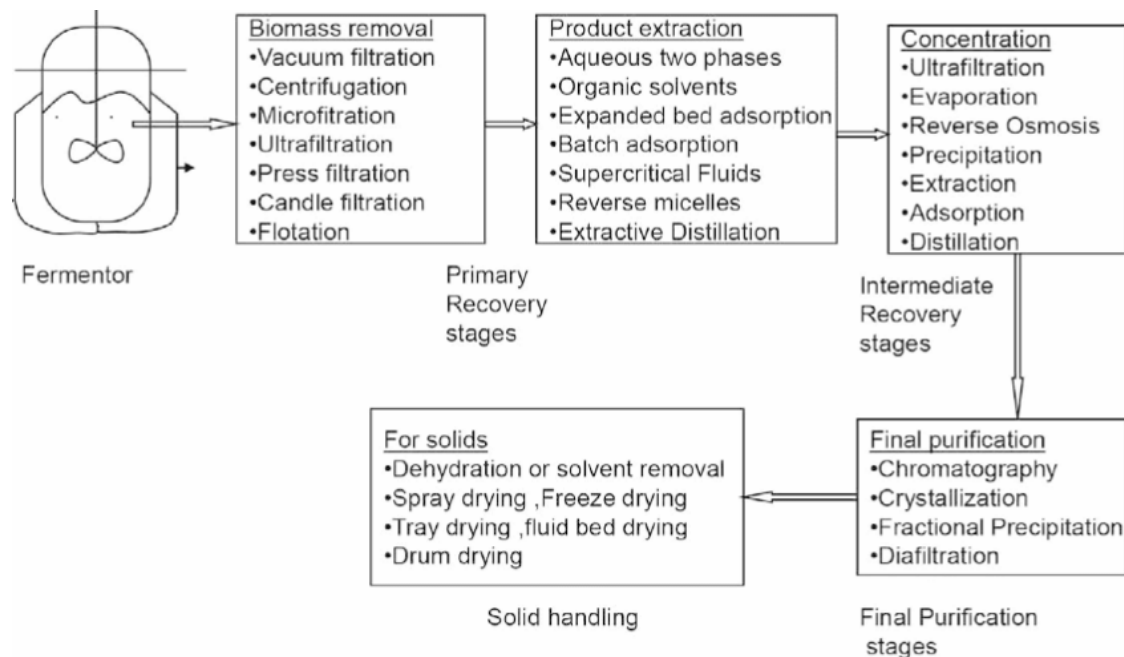 Fermentor
Biomass removal
•Vacuum filtration
•Centrifugation
•Microfitration
•Ultrafiltration
•Press filtration
•Candle filtration
•Flotation
Primary
Recovery
stages
Product extraction
•Aqueous two phases
•Organic solvents
•Expanded bed adsorption
•Batch adsorption
•Supercritical Fluids
•Reverse micelles
•Extractive Distillation
Concentration
•Ultrafiltration
•Evaporation
•Reverse Osmosis
•Precipitation
•Extraction
•Adsorption
•Distillation
Intermediate
Recovery
stages
Final purification
•Chromatography
•Crystallization
•Fractional Precipitation
•Diafiltration
Final Purification
stages
For solids
•Dehydration or solvent removal
•Spray drying ,Freeze drying
•Tray drying ,fluid bed drying
•Drum drying
Solid handling